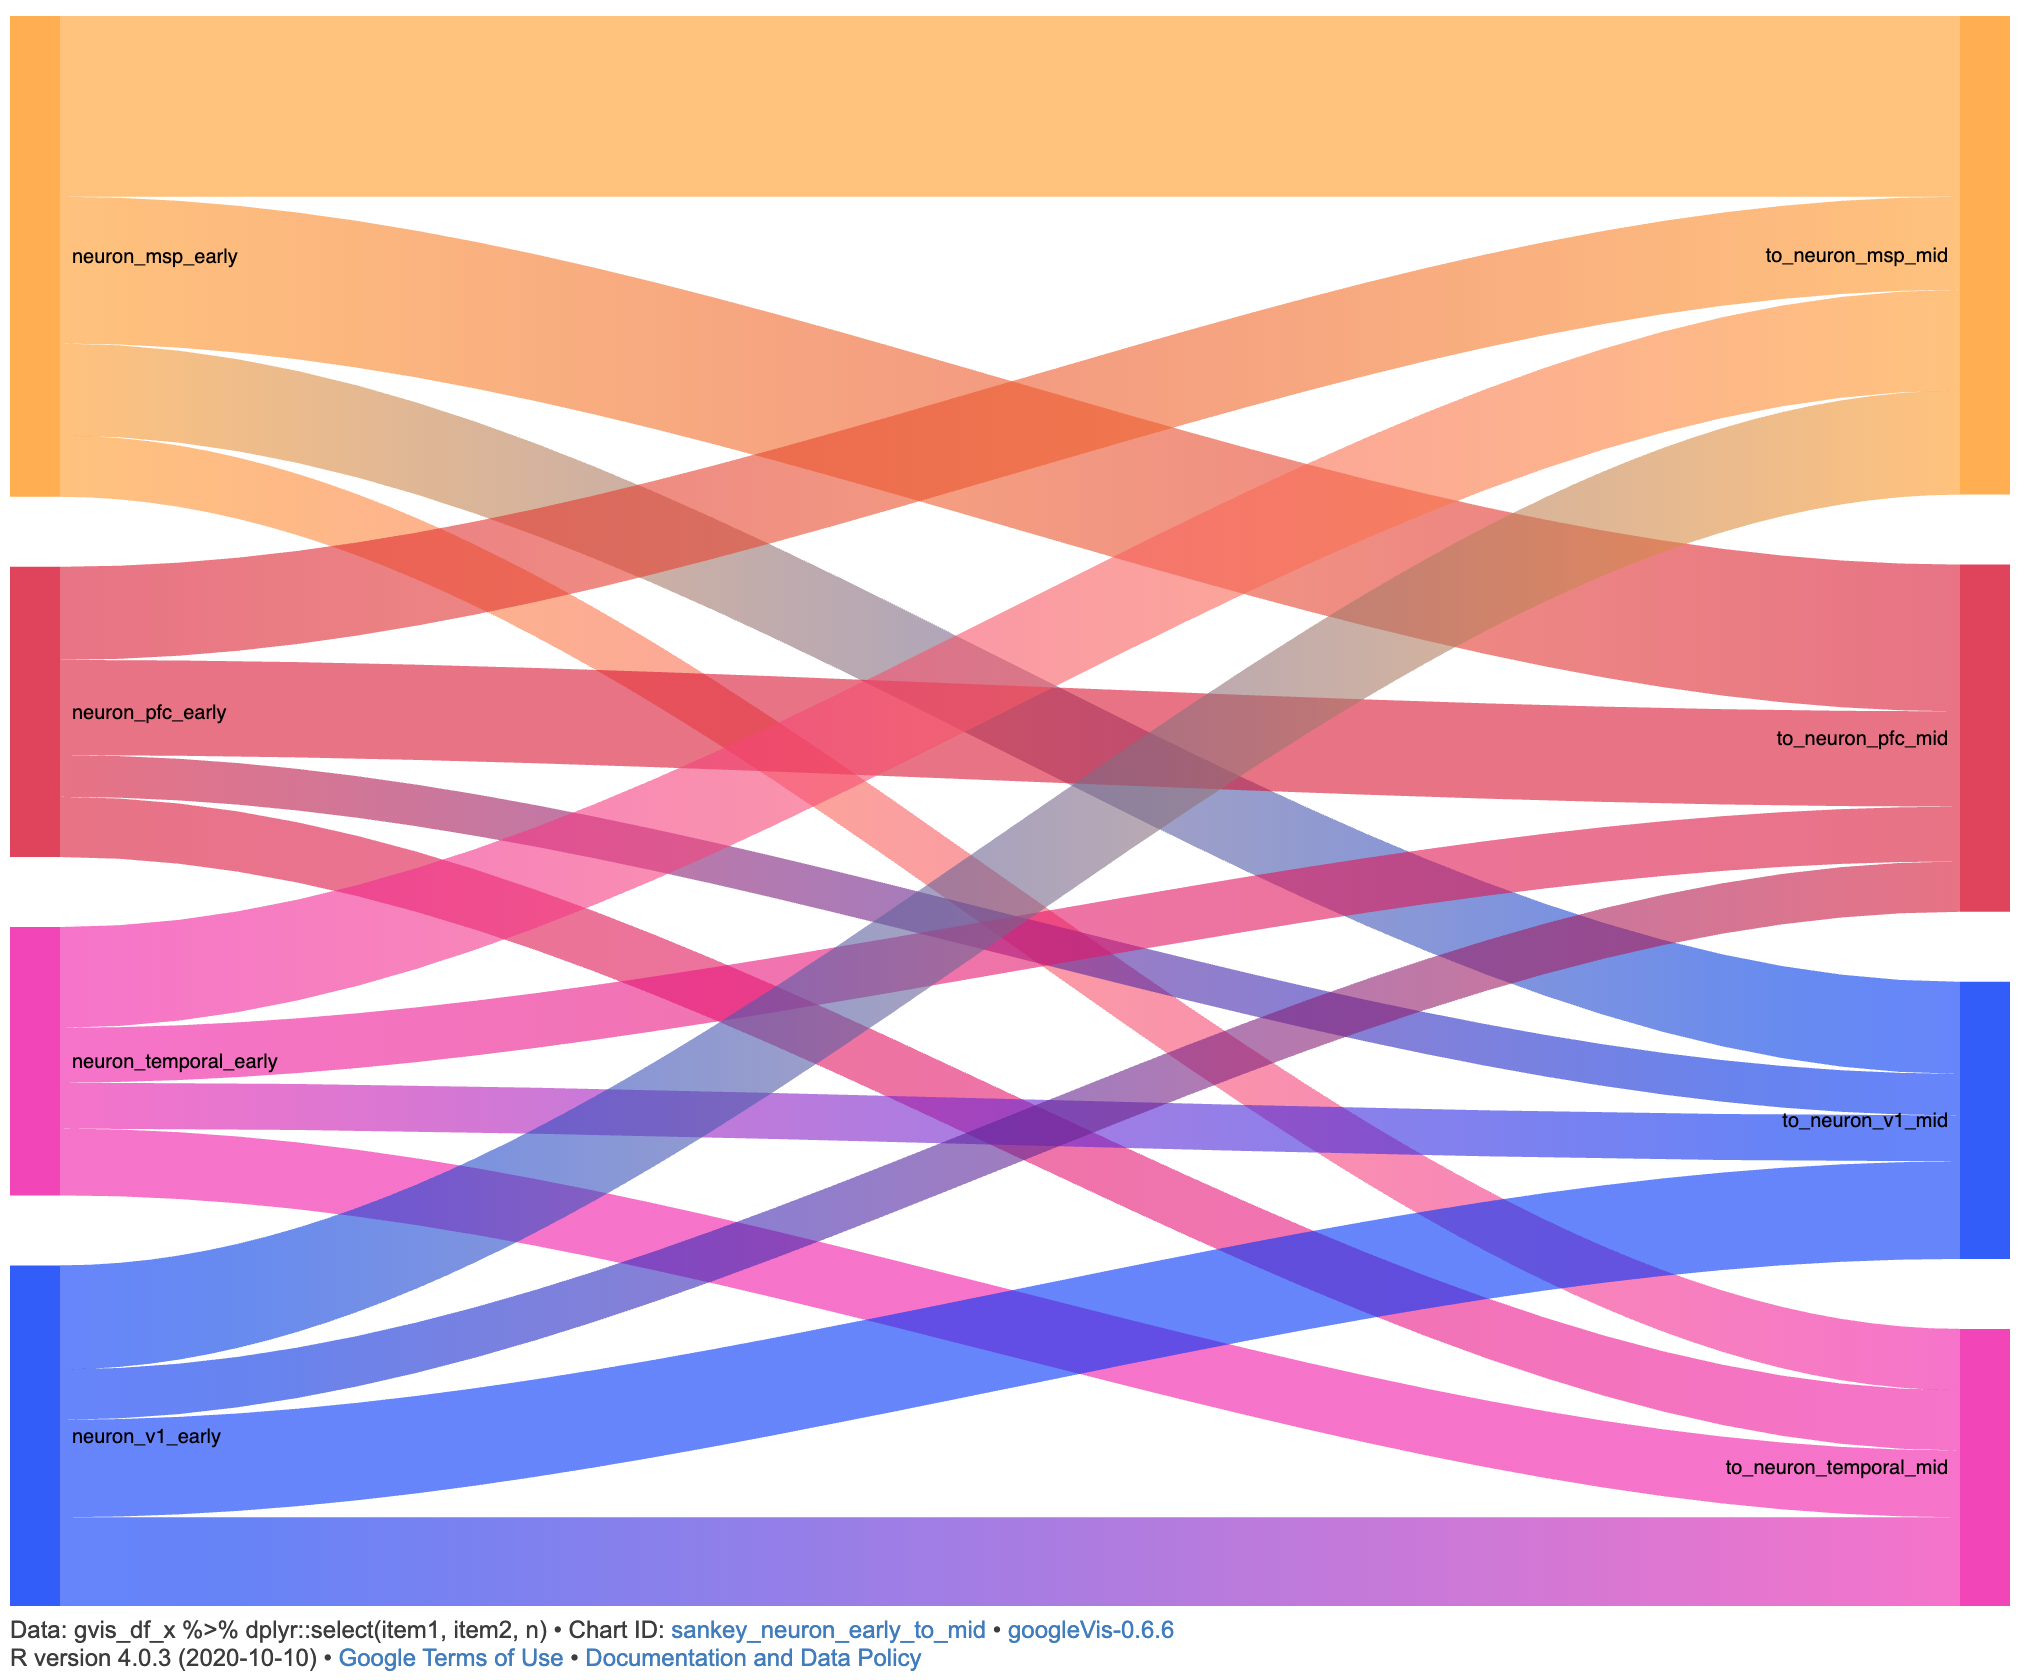 neuron_msp_early
to_neuron_msp_mid
neuron_pfc_early
to_neuron_pfc_mid
neuron_temporal_early
to_neuron_v1_mid
neuron_v1_early
to_neuron_temporal_mid
Data: gvis_df_x %>% dplyr::select(item1, item2, n) • Chart ID: sankey_neuron_early_to_mid • googleVis-0.6.6
R version 4.0.3 (2020-10-10) • Google Terms of Use • Documentation and Data Policy